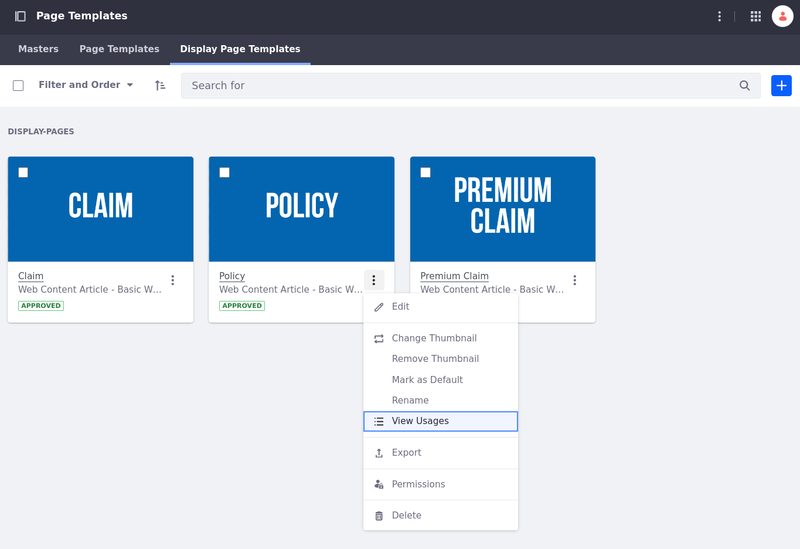 Page Templates
Masters
Page Templates
Display Page Templates
Filter and Order
Search for
DISPLAY-PAGES
CLAIM
POLICY
PREMIUM
CLAIM
Claim
Web Content Article - Basic W...
APPROVED
Policy
Web Content Article - Basic W...
APPROVED
Premium Claim
Web Content Article - Basic W...
Edit
Change Thumbnail
Remove Thumbnail
Mark as Default
Rename
View Usages
Export
Permissions
Delete